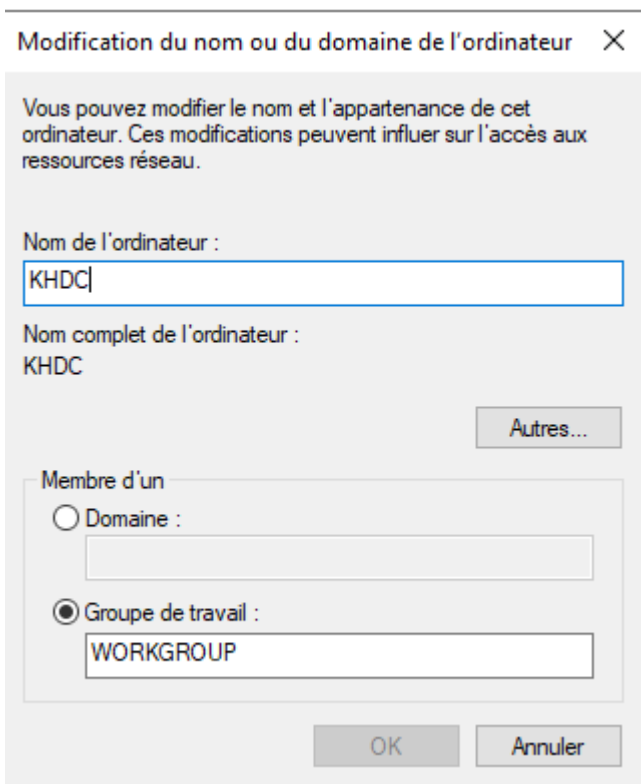 Modification du nom ou du domaine de l'ordinateur
Vous pouvez modifier le nom et l'appartenance de cet
ordinateur. Ces modifications peuvent influer sur l'accès aux
ressources réseau.
Nom de l'ordinateur :
KHDC
Nom complet de l'ordinateur :
KHDC
Autres...
Membre d'un
Domaine :
Groupe de travail :
WORKGROUP
OK
Annuler